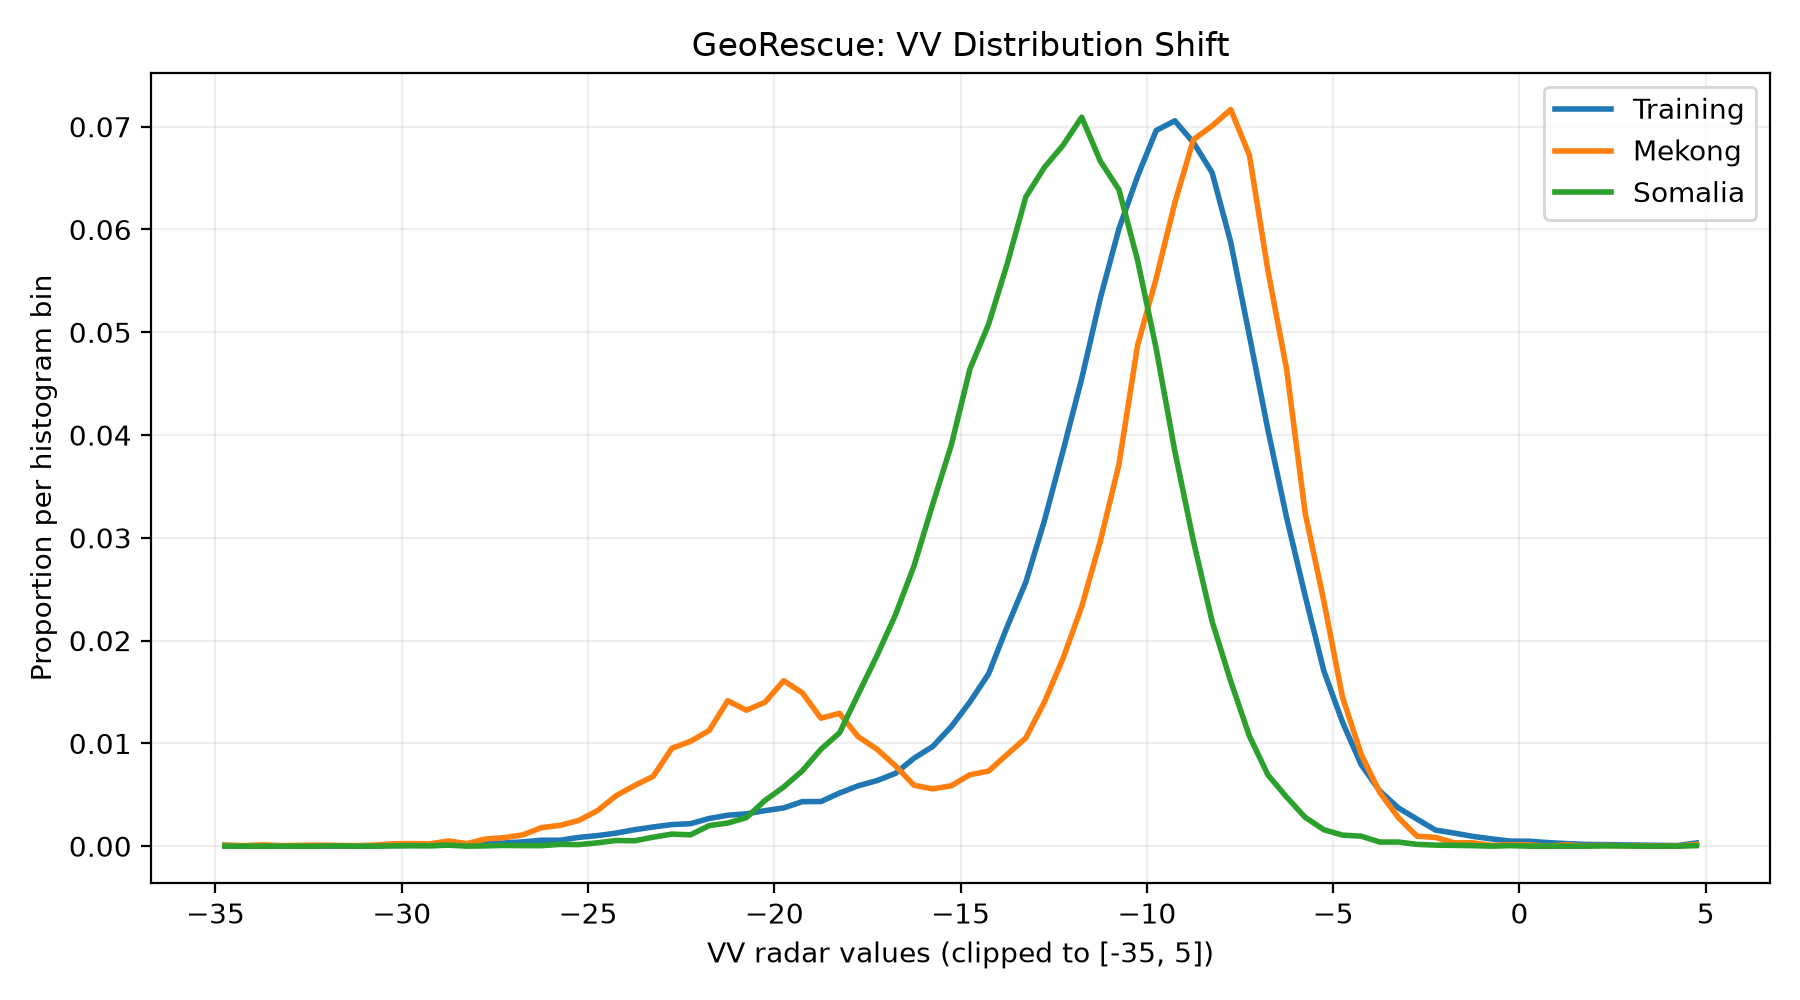 GeoRescue: VV Distribution Shift
Training
Mekong
Somalia
Proportion per histogram bin
0.07
0.06
0.05
0.04
0.03
0.02
0.01
0.00
−35 −30 −25 −20 −15 −10 −5 0 5
VV radar values (clipped to [-35, 5])